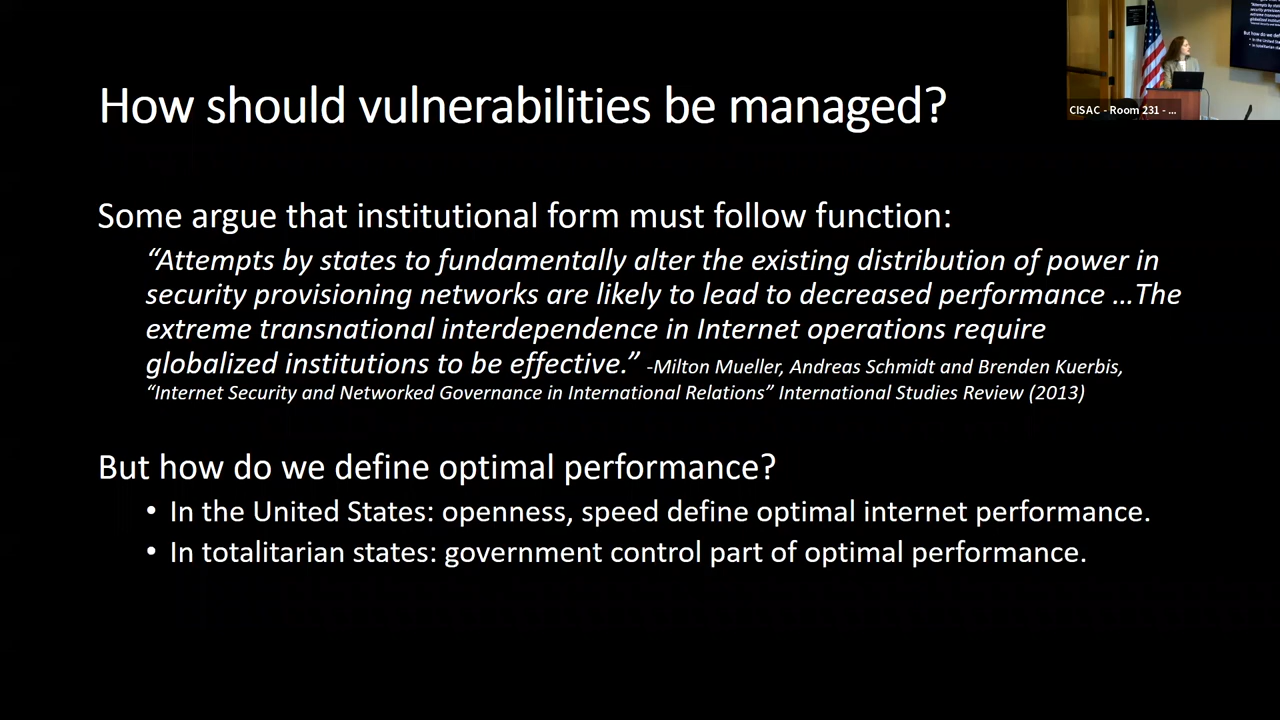 How should vulnerabilities be managed?
Some argue that institutional form must follow function:
“Attempts by states to fundamentally alter the existing distribution of power in
security provisioning networks are likely to lead to decreased performance ...The
extreme transnational interdependence in Internet operations require
globalized institutions to be effective.” -Milton Mueller, Andreas Schmidt and Brenden Kuerbis,
“Internet Security and Networked Governance in International Relations” International Studies Review (2013)
But how do we define optimal performance?
• In the United States: openness, speed define optimal internet performance.
• In totalitarian states: government control part of optimal performance.
CISAC - Room 231 - ...